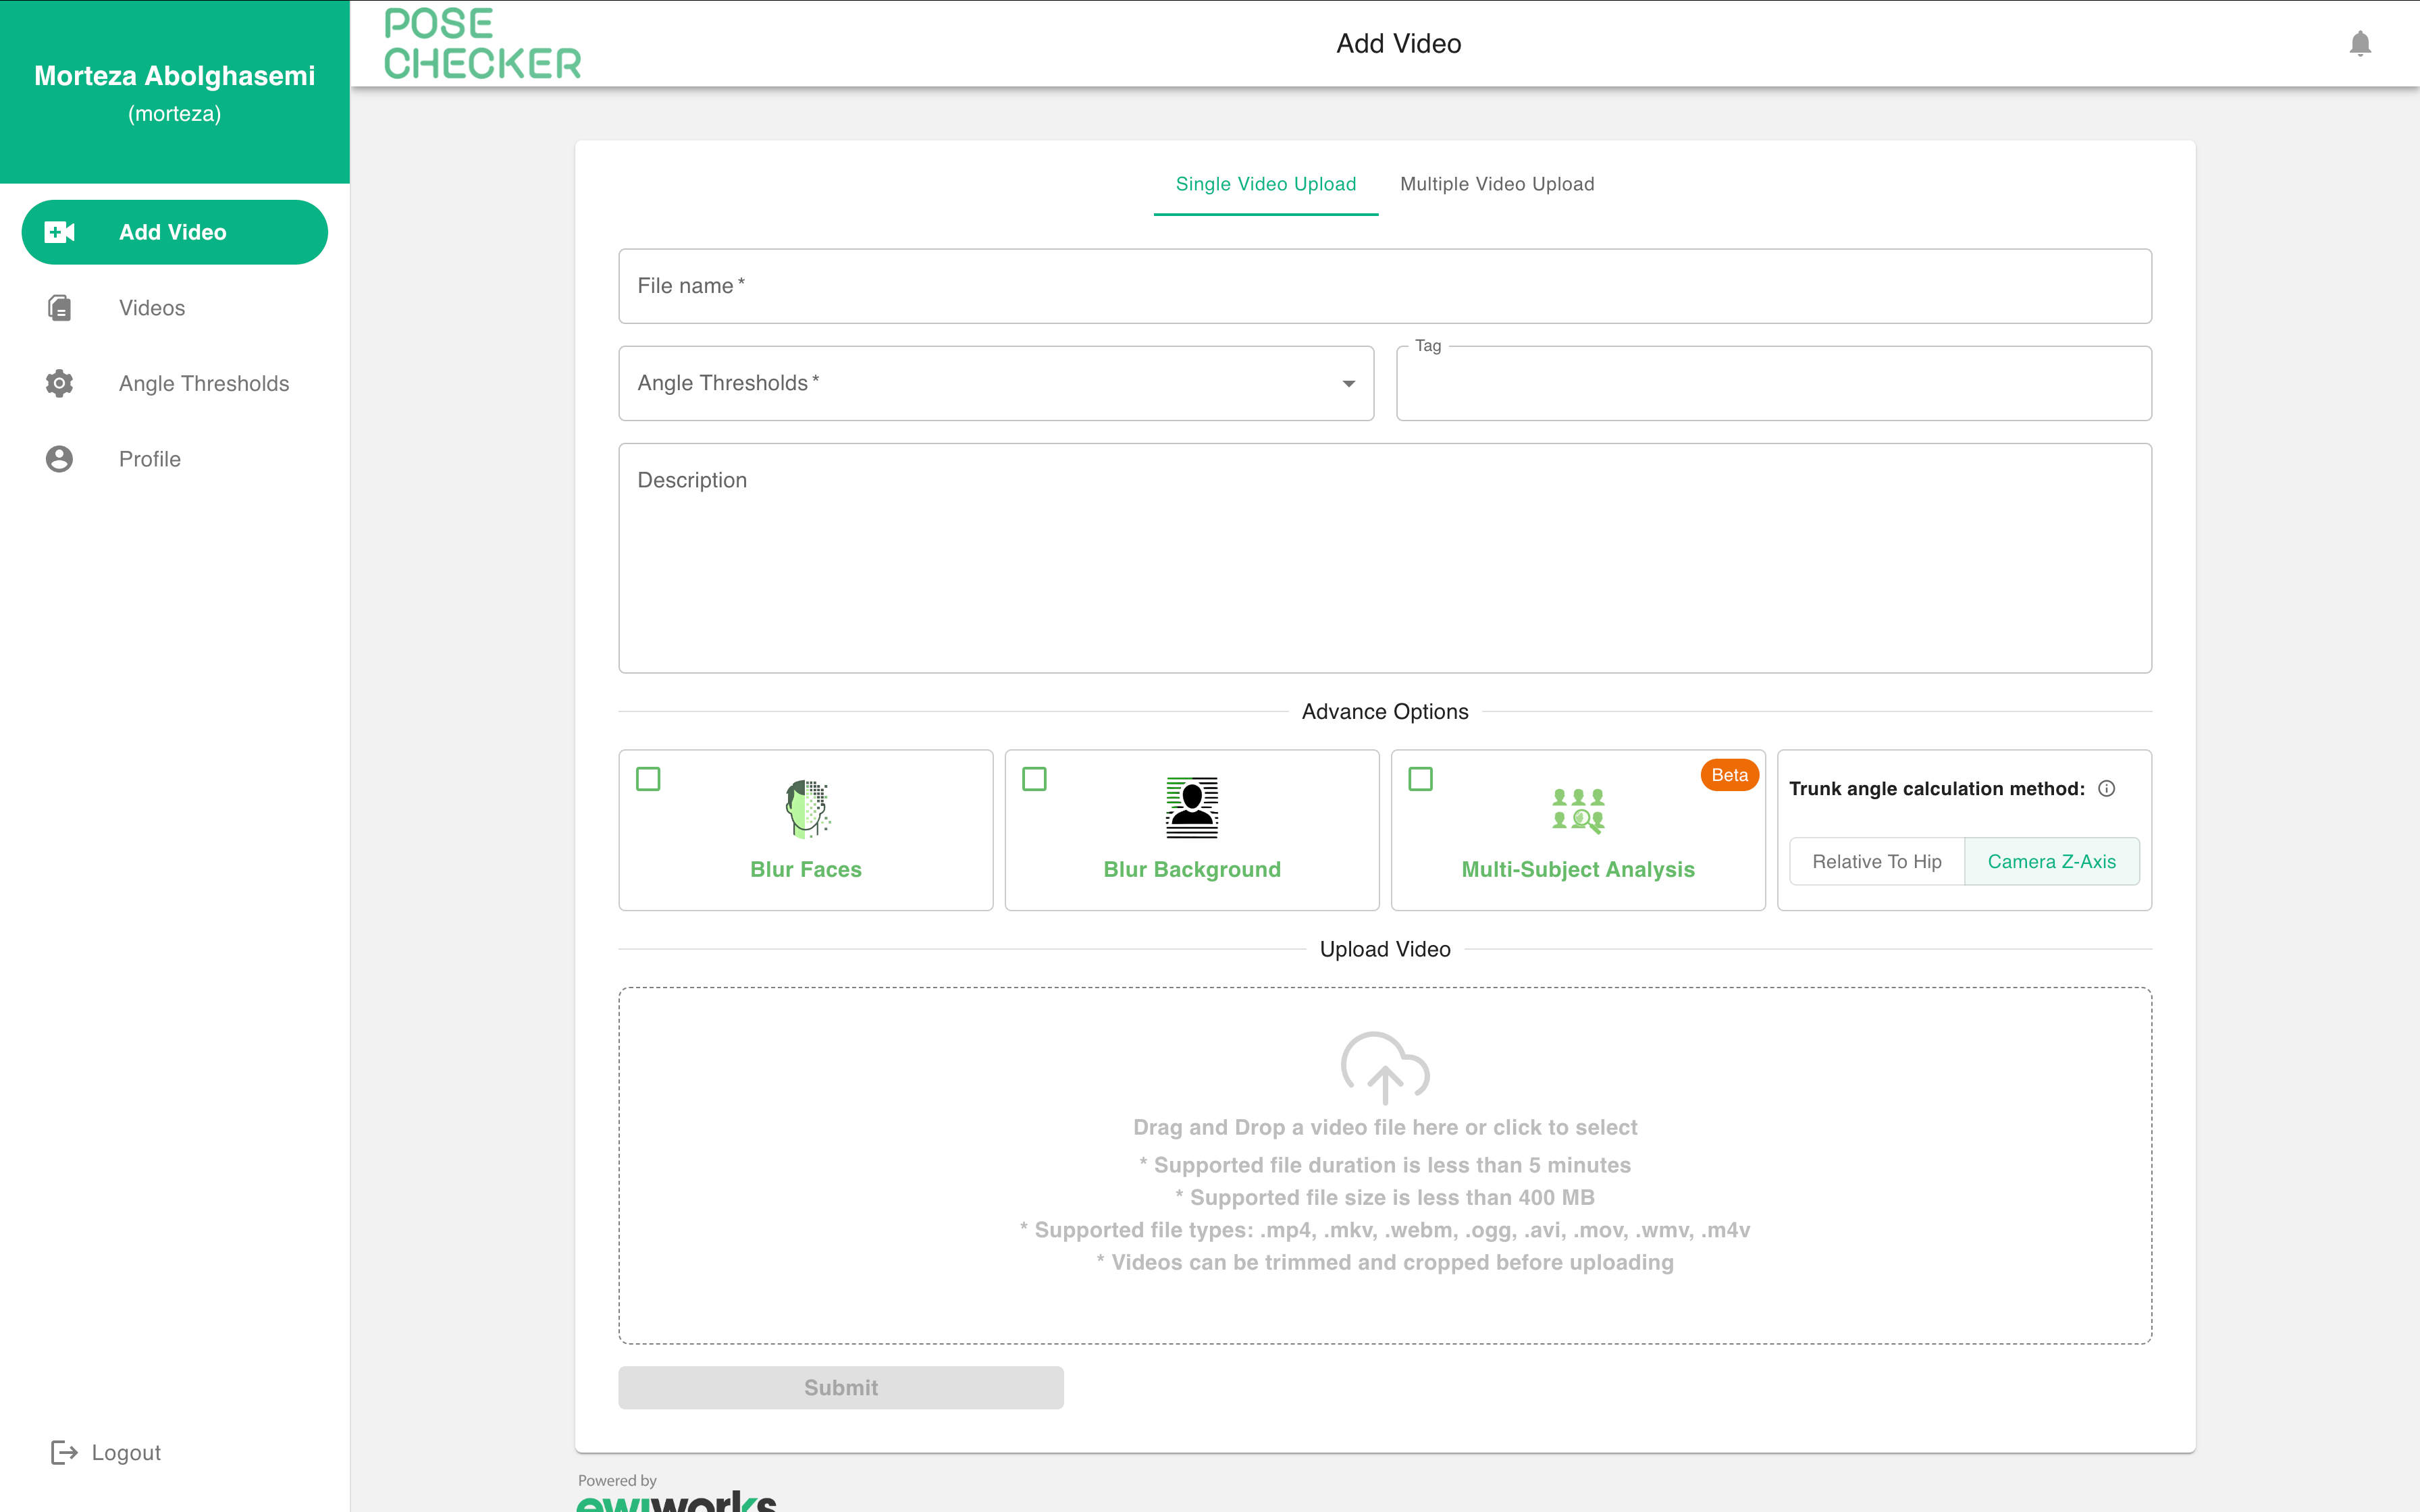 Morteza Abolghasemi
(morteza)
Add Video
Videos
Angle Thresholds
Profile
Logout
POSE
CHECKER
Add Video
Single Video Upload
Multiple Video Upload
File name *
Angle Thresholds *
Tag
Description
Advance Options
Blur Faces
Blur Background
Beta
Multi-Subject Analysis
Trunk angle calculation method:
Relative To Hip
Camera Z-Axis
Upload Video
Drag and Drop a video file here or click to select
* Supported file duration is less than 5 minutes
* Supported file size is less than 400 MB
* Supported file types: .mp4, .mkv, .webm, .ogg, .avi, .mov, .wmv, .m4v
* Videos can be trimmed and cropped before uploading
Submit
Powered by
ewiworks